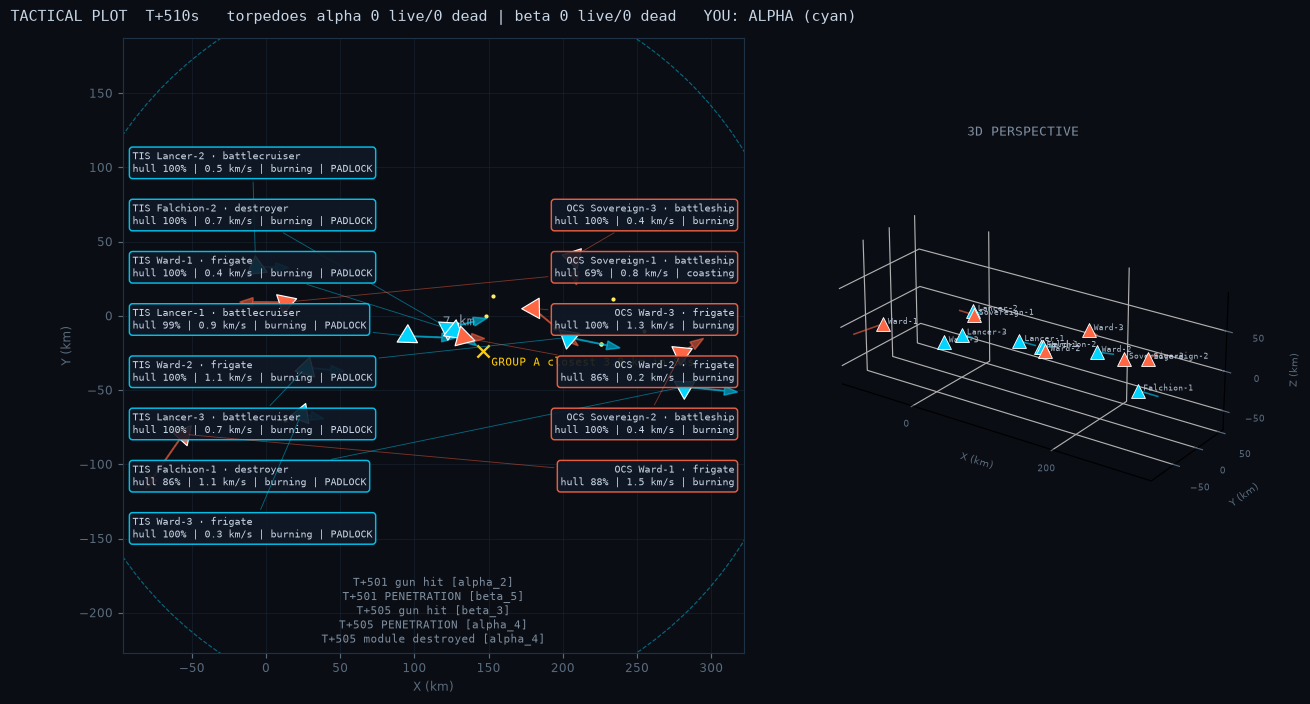 TACTICAL PLOT  T+510s   torpedoes alpha 0 live/0 dead | beta 0 live/0 dead   YOU: ALPHA (cyan)
3D PERSPECTIVE
TIS Lancer-2 · battlecruiser
hull 100% | 0.5 km/s | burning | PADLOCK
TIS Falchion-2 · destroyer
hull 100% | 0.7 km/s | burning | PADLOCK
TIS Ward-1 · frigate
hull 100% | 0.4 km/s | burning | PADLOCK
TIS Lancer-1 · battlecruiser
hull 99% | 0.9 km/s | burning | PADLOCK
TIS Ward-2 · frigate
hull 100% | 1.1 km/s | burning | PADLOCK
TIS Lancer-3 · battlecruiser
hull 100% | 0.7 km/s | burning | PADLOCK
TIS Falchion-1 · destroyer
hull 86% | 1.1 km/s | burning | PADLOCK
TIS Ward-3 · frigate
hull 100% | 0.3 km/s | burning | PADLOCK
OCS Sovereign-3 · battleship
hull 100% | 0.4 km/s | burning
OCS Sovereign-1 · battleship
hull 69% | 0.8 km/s | coasting
OCS Ward-3 · frigate
hull 100% | 1.3 km/s | burning
OCS Ward-2 · frigate
hull 86% | 0.2 km/s | burning
OCS Sovereign-2 · battleship
hull 100% | 0.4 km/s | burning
OCS Ward-1 · frigate
hull 88% | 1.5 km/s | burning
7 km
GROUP A
T+501 gun hit [alpha_2]
T+501 PENETRATION [beta_5]
T+505 gun hit [beta_3]
T+505 PENETRATION [alpha_4]
T+505 module destroyed [alpha_4]
150
100
50
0
−50
−100
−150
−200
Y (km)
−50
0
50
100
150
200
250
300
X (km)
Lancer-2
Sovereign-1
Ward-1
Lancer-3
Lancer-1
Ward-3
Falchion-1
0
200
X (km)
−50
0
50
Y (km)
50
0
−50
Z (km)